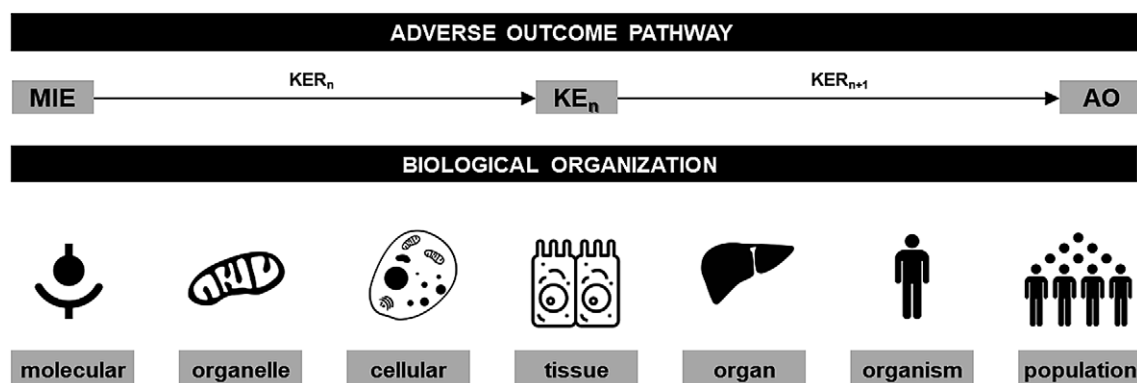 ADVERSE OUTCOME PATHWAY
MIE
KERn
KEn
KERn+1
AO
BIOLOGICAL ORGANIZATION
molecular
organelle
cellular
tissue
organ
organism
population